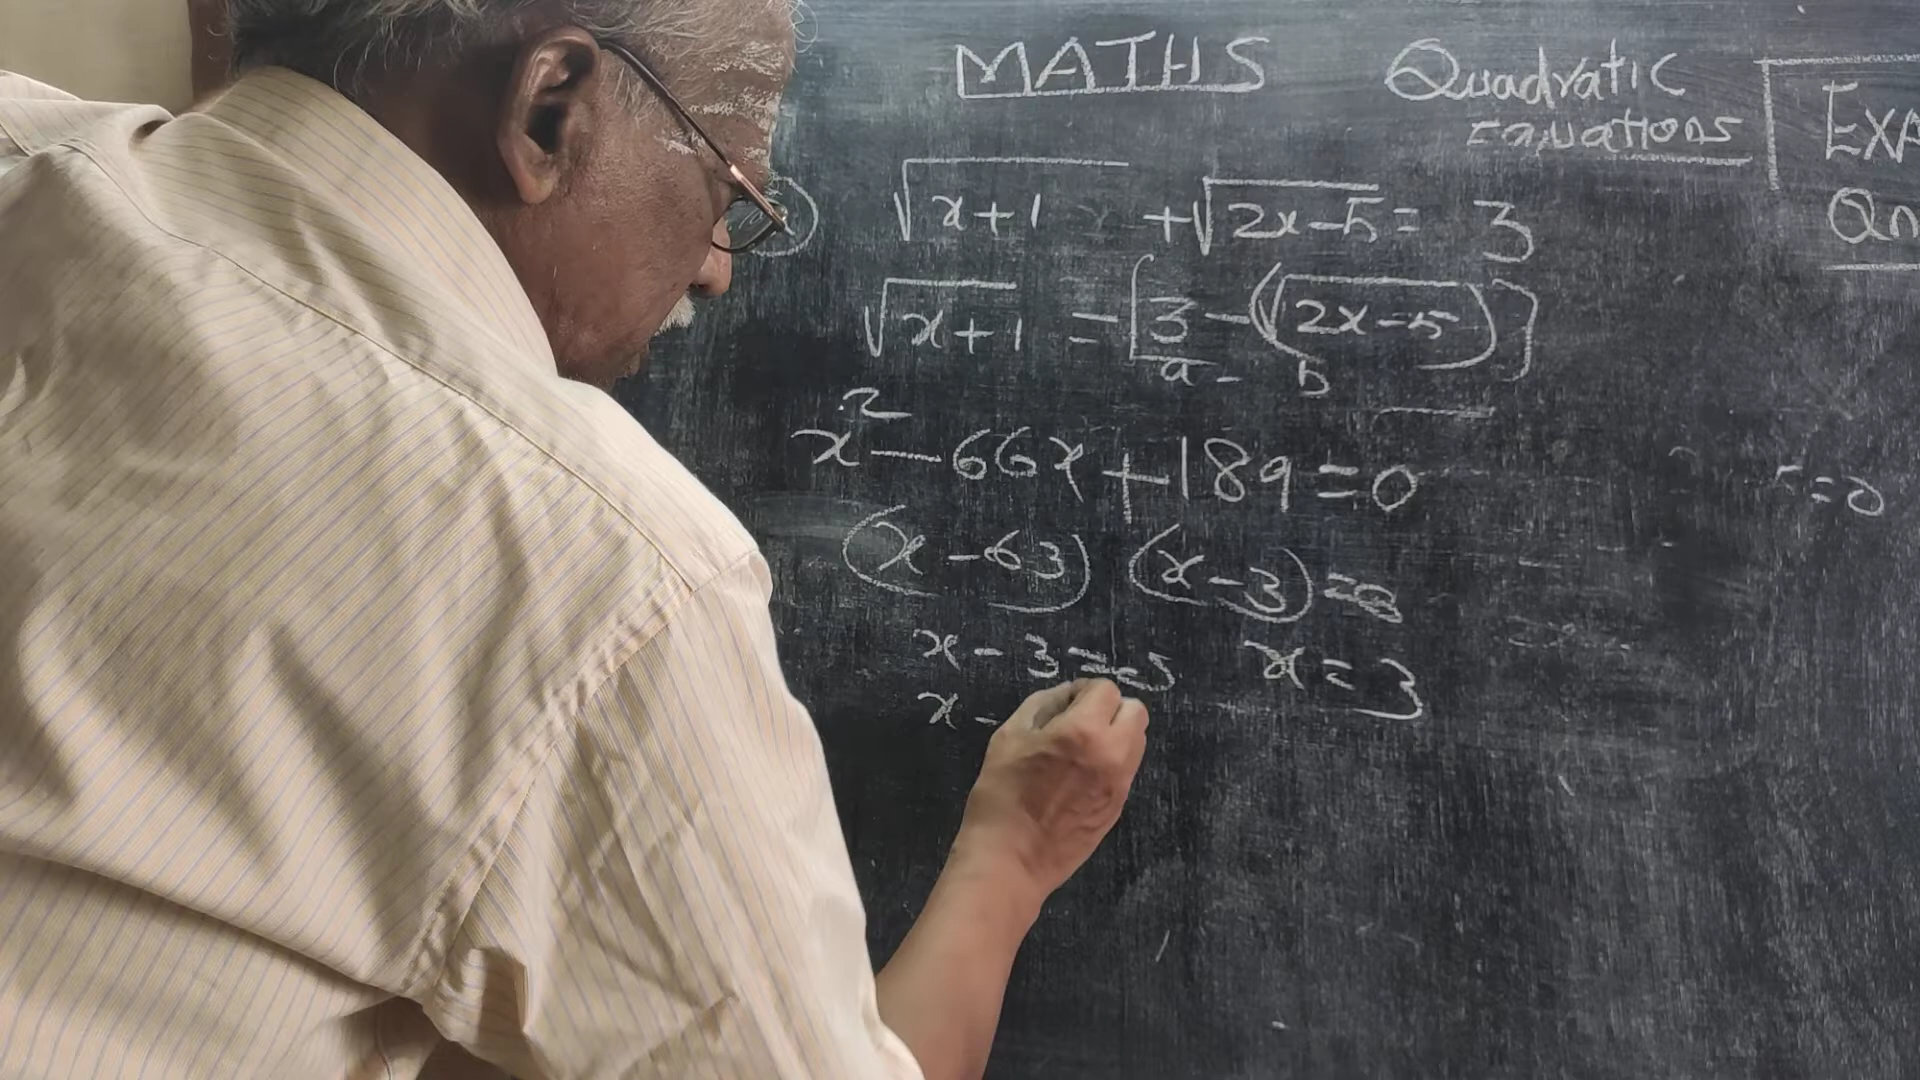 MATHS
Quadratic
Equations
EXA
Qn
√x+1 + √2x-5 = 3
√x+1 = [3 - (√2x-5)]
a - b
x² - 66x + 189 = 0
= 0
(x - 63) (x - 3) = 0
x - 3 = 0 x = 3
x -